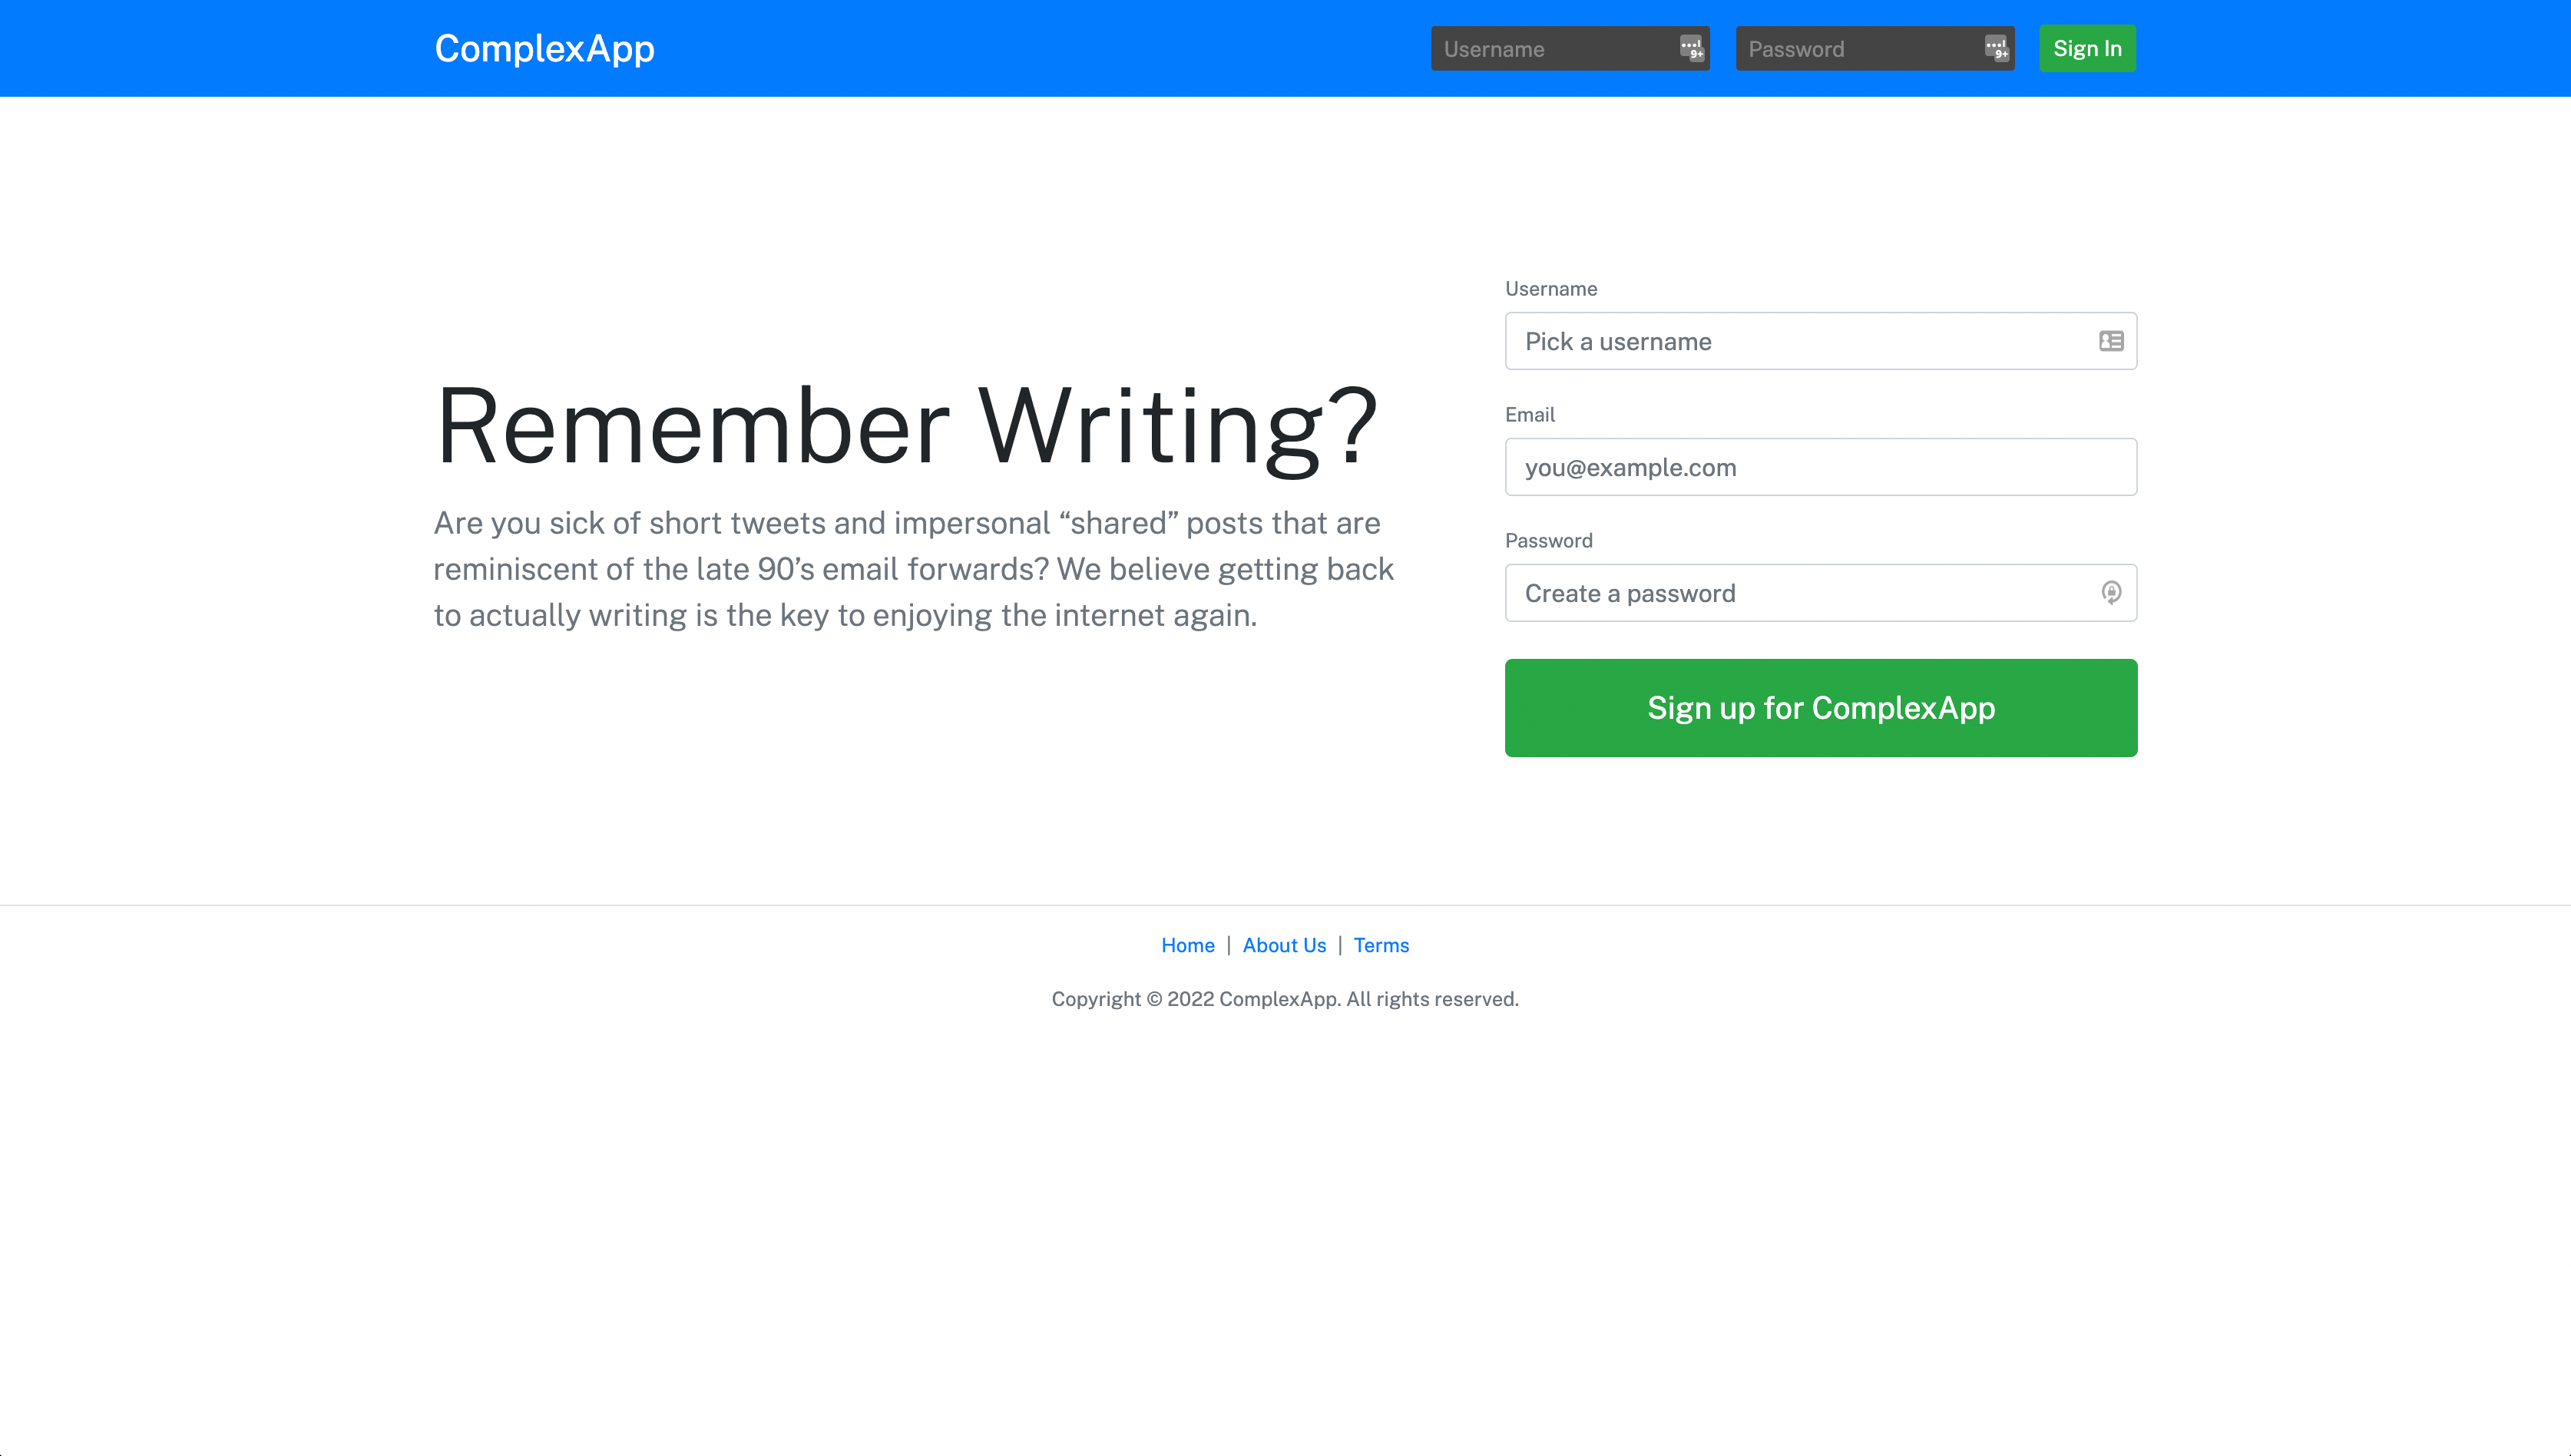 ComplexApp
Username
Password
Sign In
Remember Writing?
Are you sick of short tweets and impersonal “shared” posts that are
reminiscent of the late 90’s email forwards? We believe getting back
to actually writing is the key to enjoying the internet again.
Username
Pick a username
Email
you@example.com
Password
Create a password
Sign up for ComplexApp
Home | About Us | Terms
Copyright © 2022 ComplexApp. All rights reserved.